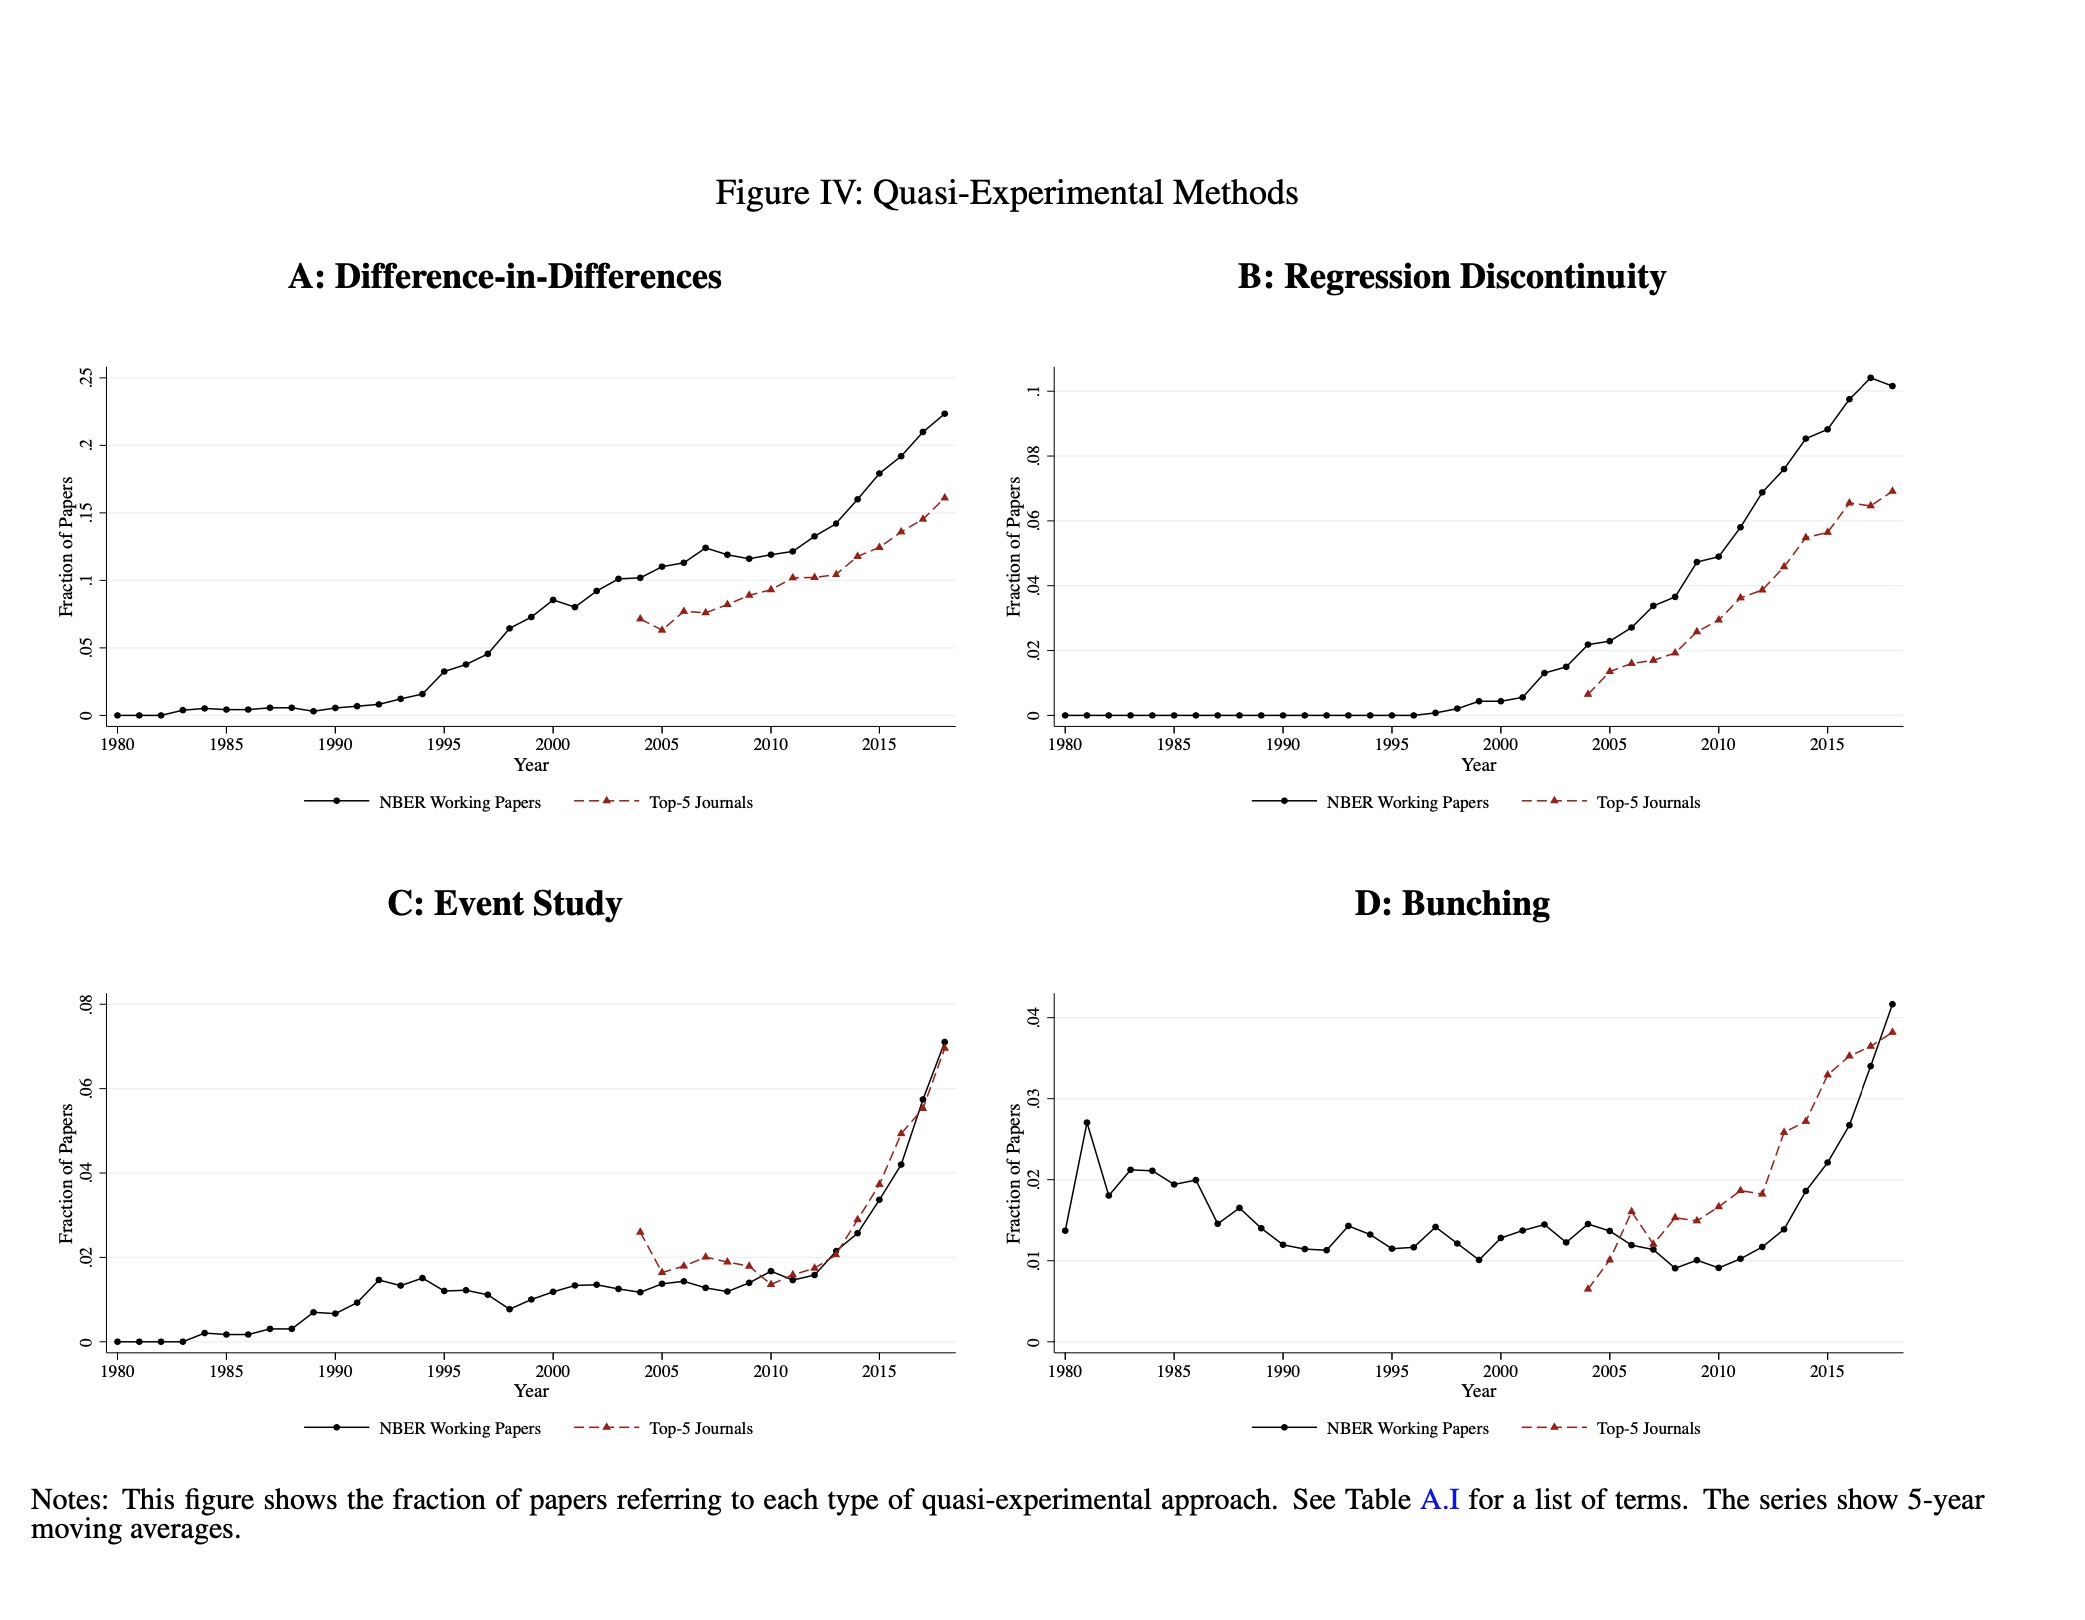 Figure IV: Quasi-Experimental Methods
A: Difference-in-Differences
Fraction of Papers
.25
.2
.15
.1
.05
0
1980 1985 1990 1995 2000 2005 2010 2015
Year
NBER Working Papers Top-5 Journals
B: Regression Discontinuity
Fraction of Papers
.1
.08
.06
.04
.02
0
1980 1985 1990 1995 2000 2005 2010 2015
Year
NBER Working Papers Top-5 Journals
C: Event Study
Fraction of Papers
.08
.06
.04
.02
0
1980 1985 1990 1995 2000 2005 2010 2015
Year
NBER Working Papers Top-5 Journals
D: Bunching
Fraction of Papers
.04
.03
.02
.01
0
1980 1985 1990 1995 2000 2005 2010 2015
Year
NBER Working Papers Top-5 Journals
Notes: This figure shows the fraction of papers referring to each type of quasi-experimental approach. See Table A.I for a list of terms. The series show 5-year
moving averages.